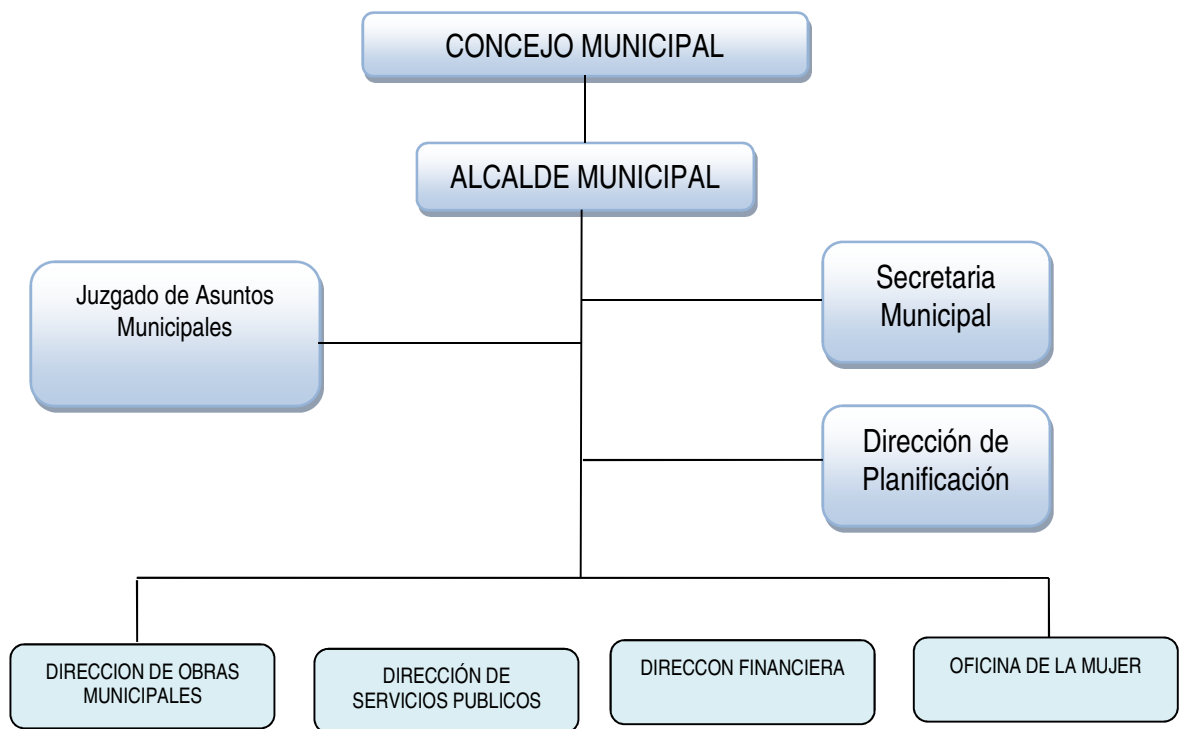 CONCEJO MUNICIPAL
ALCALDE MUNICIPAL
Juzgado de Asuntos
Municipales
Secretaria
Municipal
Dirección de
Planificación
DIRECCION DE OBRAS
MUNICIPALES
DIRECCIÓN DE
SERVICIOS PUBLICOS
DIRECCON FINANCIERA
OFICINA DE LA MUJER